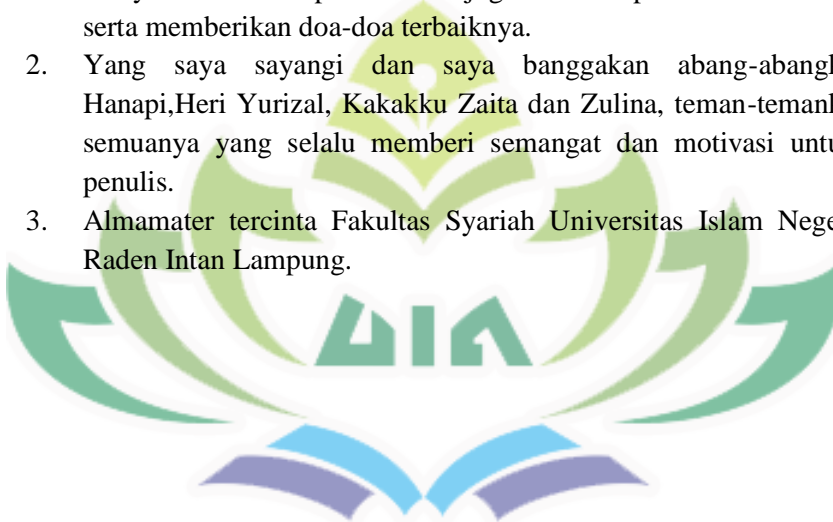 serta memberikan doa-doa terbaiknya.
2. Yang saya sayangi dan saya banggakan abang-abang
Hanapi,Heri Yurizal, Kakakku Zaita dan Zulina, teman-teman
semuanya yang selalu memberi semangat dan motivasi untu
penulis.
3. Almamater tercinta Fakultas Syariah Universitas Islam Nege
Raden Intan Lampung.
UIN